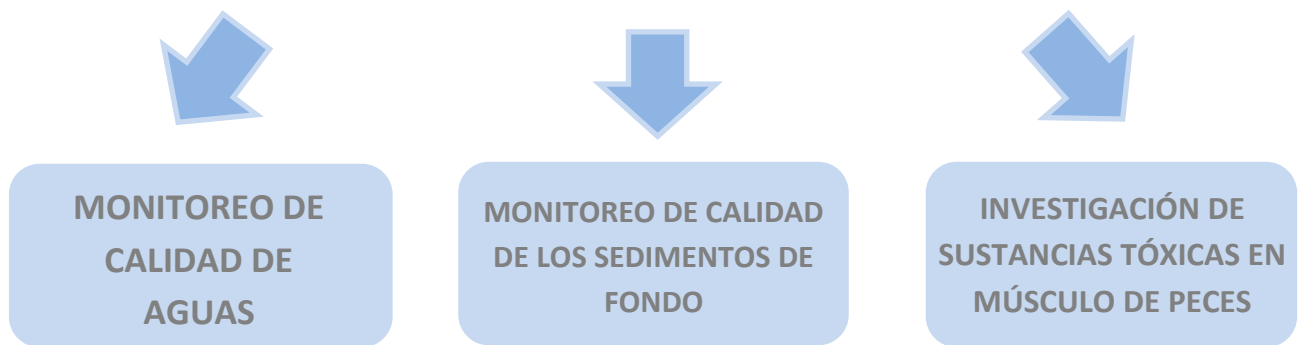 MONITOREO DE
CALIDAD DE
AGUAS
MONITOREO DE CALIDAD
DE LOS SEDIMENTOS DE
FONDO
INVESTIGACIÓN DE
SUSTANCIAS TÓXICAS EN
MÚSCULO DE PECES